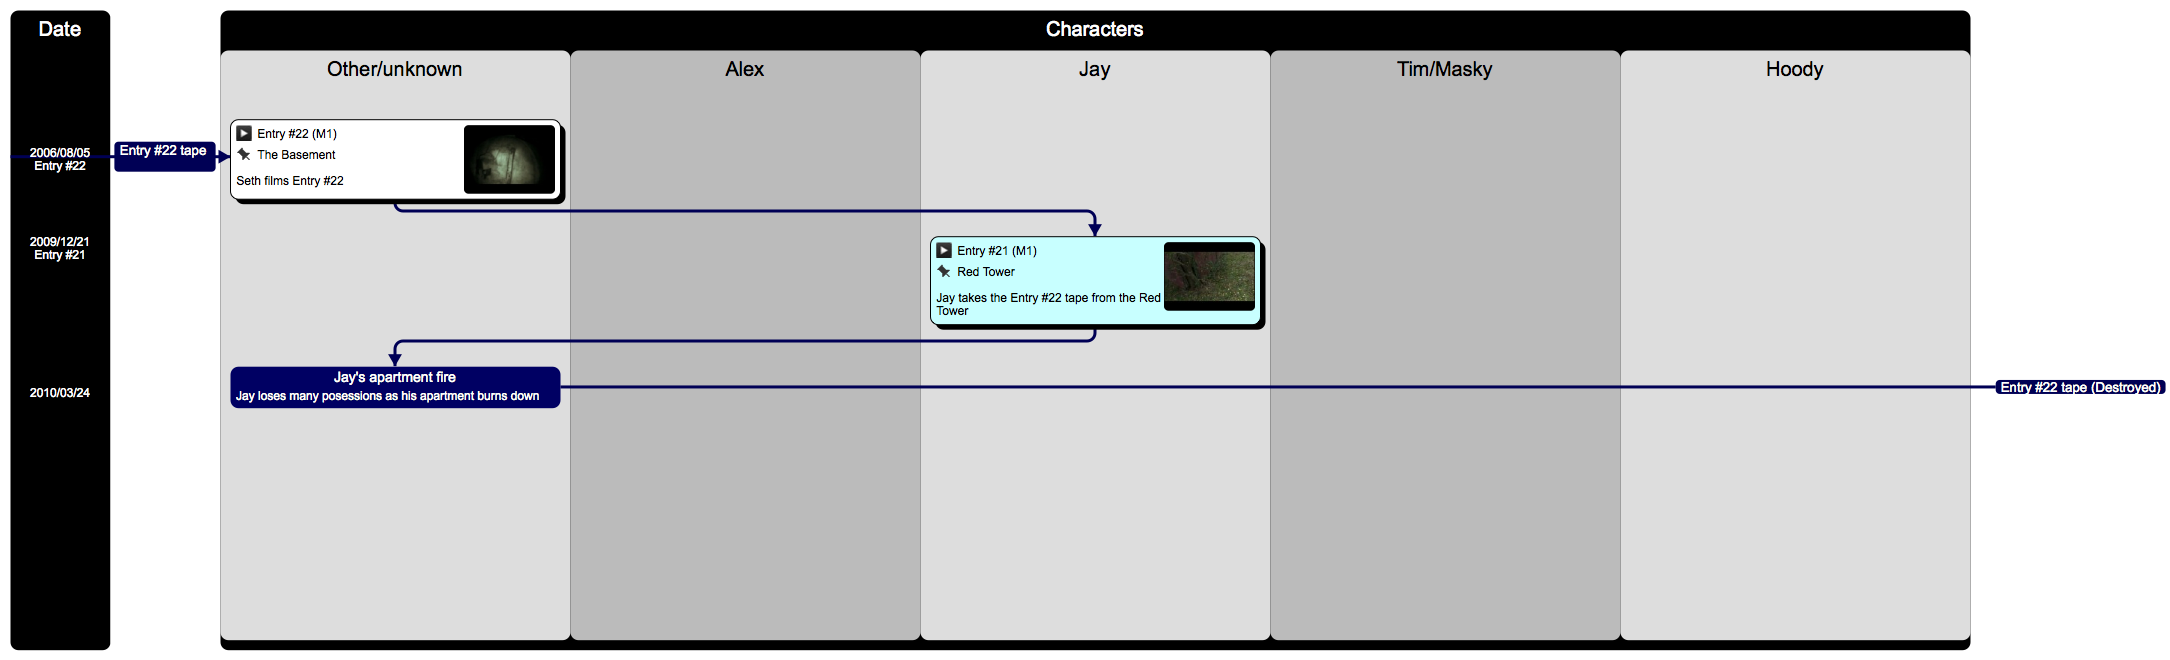 Date
Characters
Other/unknown
Alex
Jay
Tim/Masky
Hoody
2006/08/05
Entry #22
Entry #22 tape
Entry #22 (M1)
The Basement
Seth films Entry #22
2009/12/21
Entry #21
Entry #21 (M1)
Red Tower
Jay takes the Entry #22 tape from the Red
Tower
2010/03/24
Jay's apartment fire
Jay loses many posessions as his apartment burns down
Entry #22 tape (Destroyed)